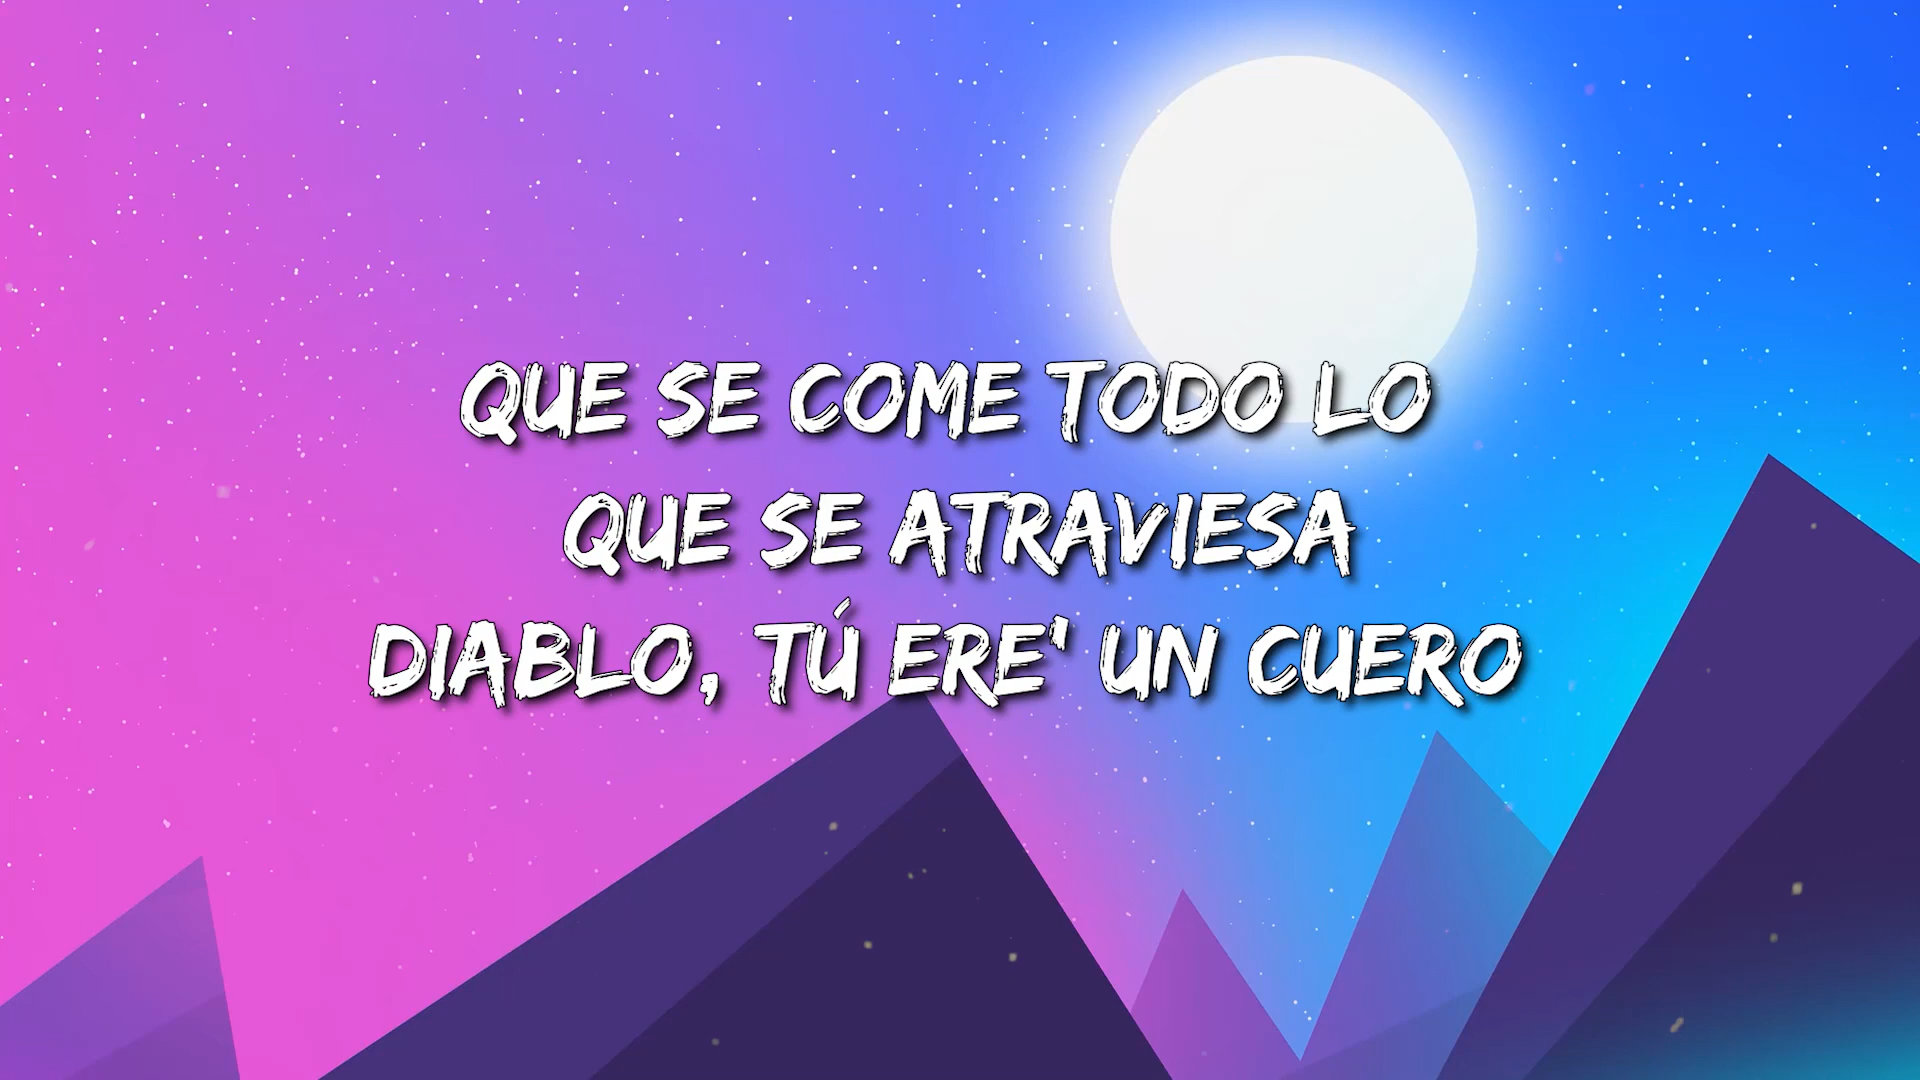 QUE SE COME TODO LO
QUE SE ATRAVIESA
DIABLO, TÚ ERE' UN CUERO